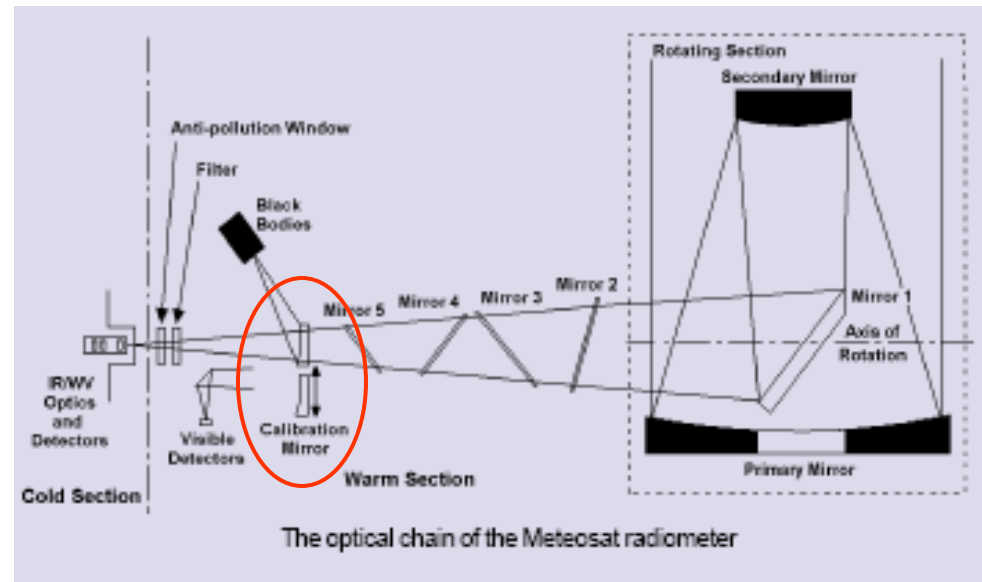 Rotating Section
Secondary Mirror
Anti-pollution Window
Filter
Black
Bodies
Mirror 5
Mirror 4
Mirror 3
Mirror 2
Mirror 1
Axis of
Rotation
IR/WV
Optics
and
Detectors
Visible
Detectors
Calibration
Mirror
Primary Mirror
Warm Section
Cold Section
The optical chain of the Meteosat radiometer